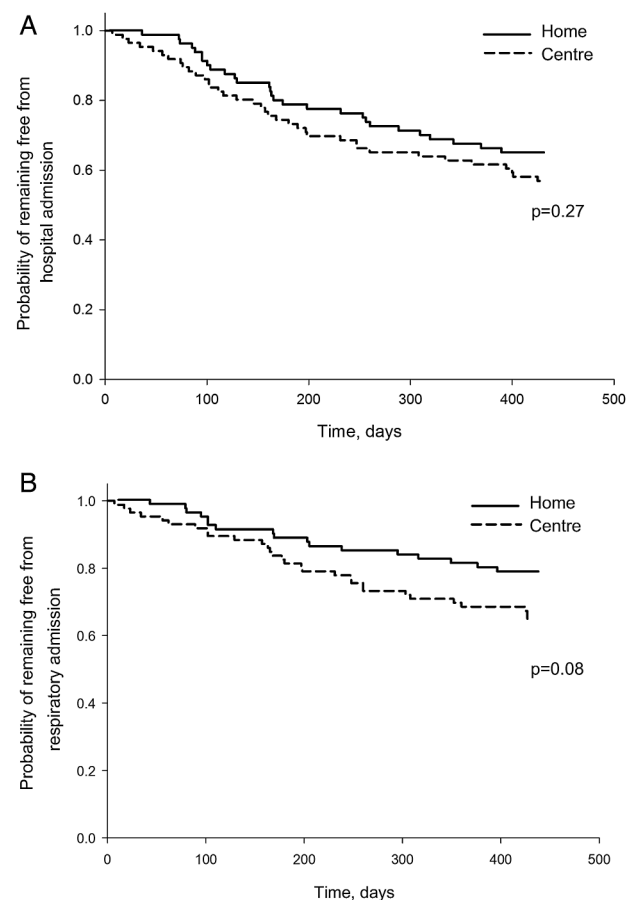 A
Home
Centre
Probability of remaining free from
hospital admission
1.0
0.8
0.6
0.4
0.2
0.0
p=0.27
0 100 200 300 400 500
Time, days
B
Home
Centre
Probability of remaining free from
respiratory admission
1.0
0.8
0.6
0.4
0.2
0.0
p=0.08
0 100 200 300 400 500
Time, days